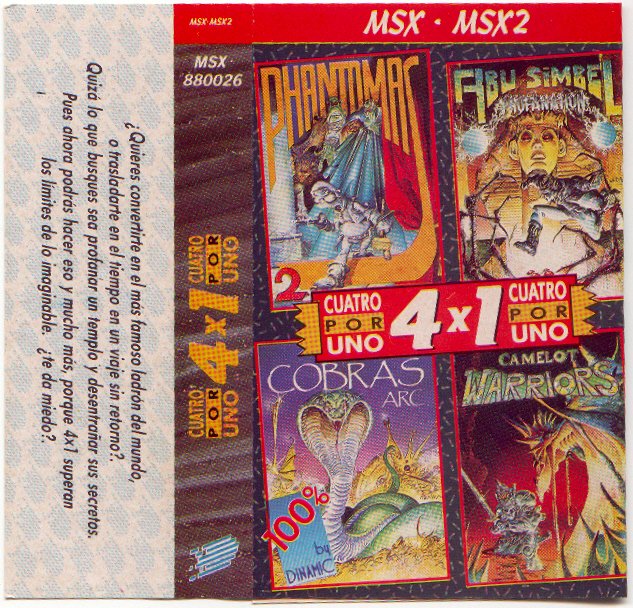 ¿Quieres convertirte en el más famoso ladrón del mundo,
o trasladarte en el tiempo en un viaje sin retorno?.
Quizá lo que busques sea profanar un templo y desentrañar sus secretos.
Pues ahora podrás hacer eso y mucho más, porque 4x1 superan
los límites de lo imaginable. ¿te da miedo?.
MSX·MSX2
MSX
880026
CUATRO POR UNO
4x1
CUATRO POR UNO
MSX · MSX2
PHANTOMAS
2
ABU SIMBEL
PROFANATION
CUATRO
POR
UNO
4x1
CUATRO
POR
UNO
COBRAS
ARC
100%
by
DINAMIC
CAMELOT
WARRIORS